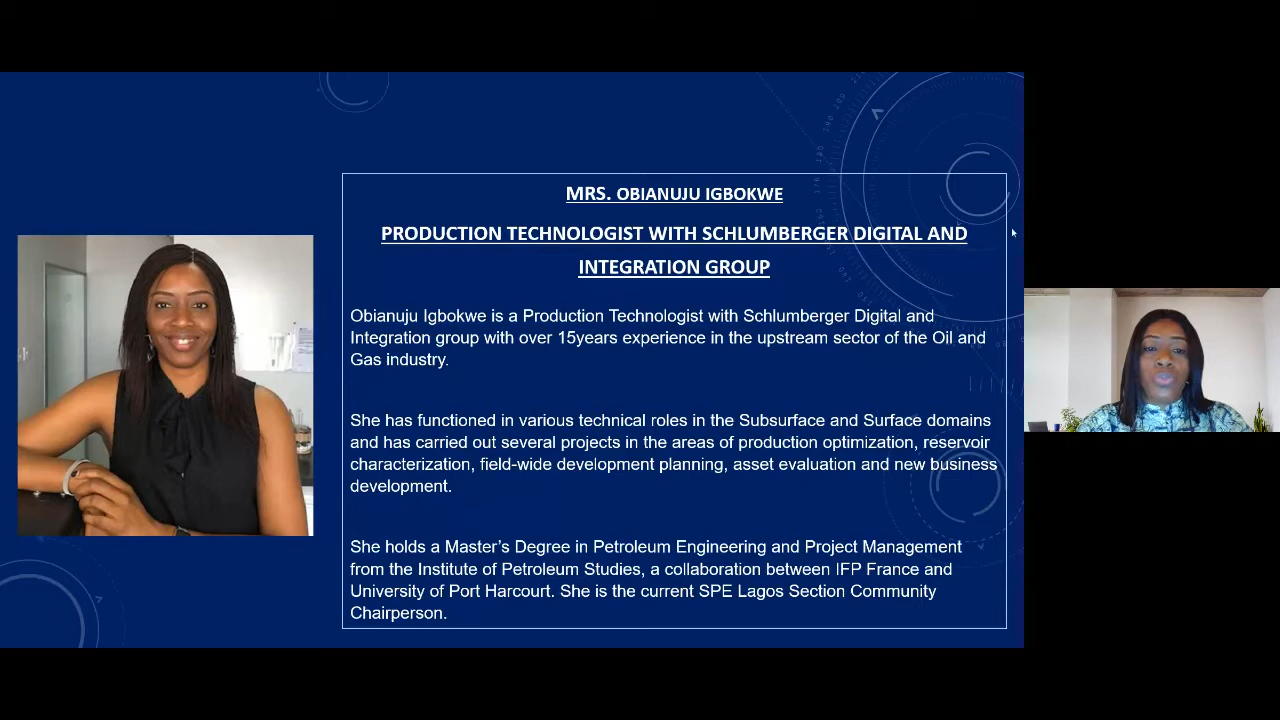 MRS. OBIANUJU IGBOKWE
PRODUCTION TECHNOLOGIST WITH SCHLUMBERGER DIGITAL AND
INTEGRATION GROUP
Obianuju Igbokwe is a Production Technologist with Schlumberger Digital and
Integration group with over 15years experience in the upstream sector of the Oil and
Gas industry.
She has functioned in various technical roles in the Subsurface and Surface domains
and has carried out several projects in the areas of production optimization, reservoir
characterization, field-wide development planning, asset evaluation and new business
development.
She holds a Master’s Degree in Petroleum Engineering and Project Management
from the Institute of Petroleum Studies, a collaboration between IFP France and
University of Port Harcourt. She is the current SPE Lagos Section Community
Chairperson.